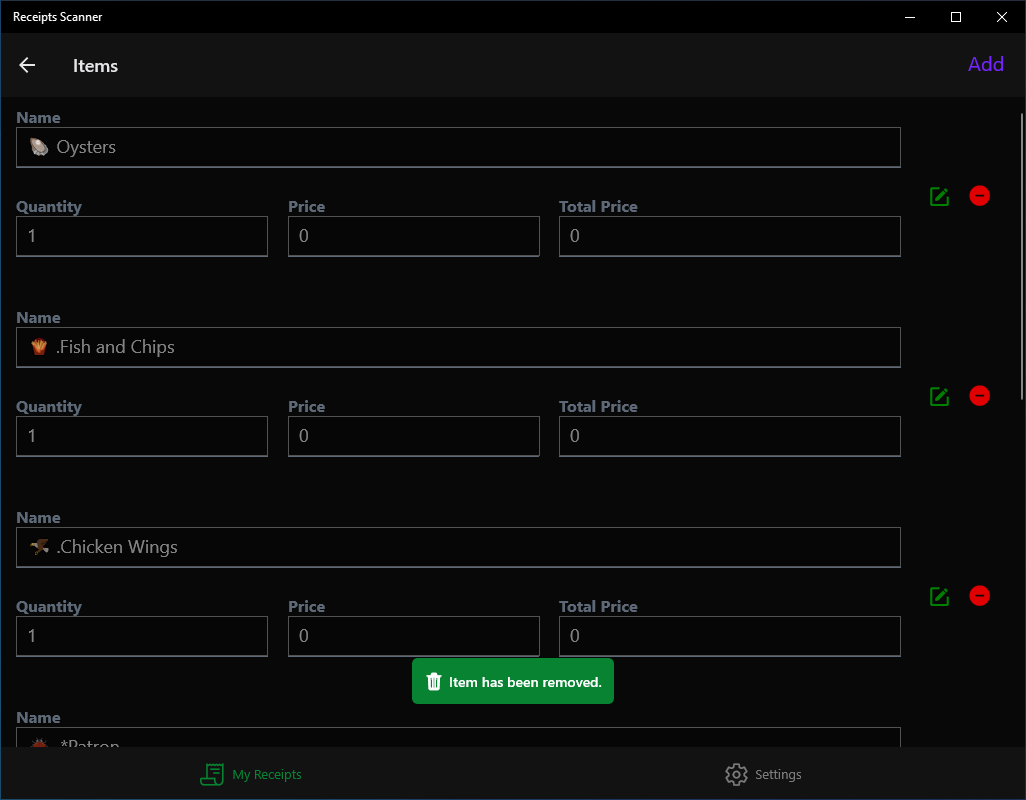 Receipts Scanner
Items
Add
Name
Oysters
Quantity
Price
Total Price
1
0
0
Name
.Fish and Chips
Quantity
Price
Total Price
1
0
0
Name
.Chicken Wings
Quantity
Price
Total Price
1
0
0
Item has been removed.
Name
*Patron
My Receipts
Settings